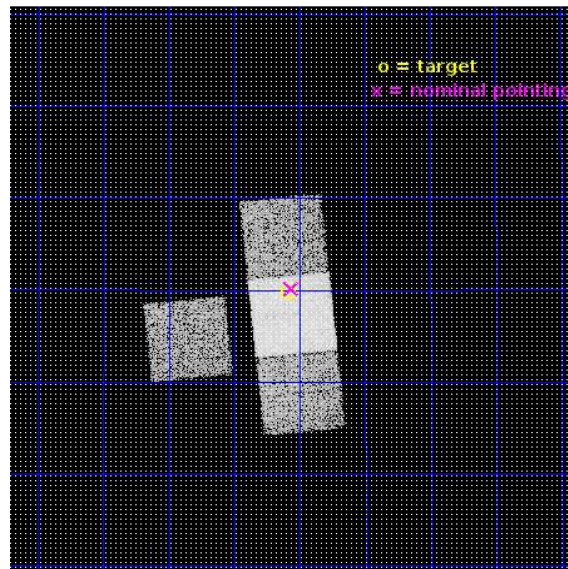 o = target
x = nominal pointing